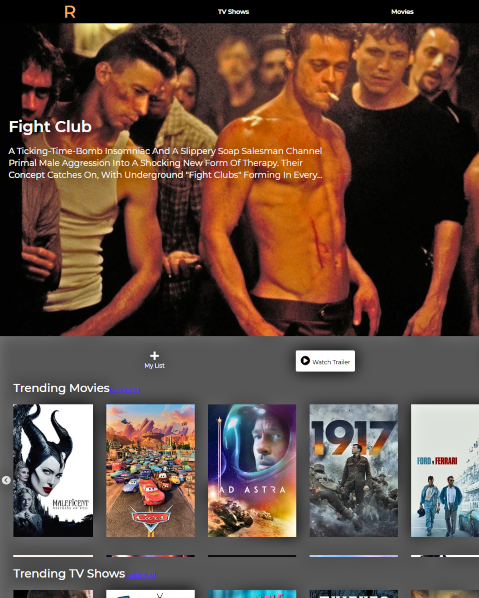 R
TV Shows
Movies
Fight Club
A Ticking-Time-Bomb Insomniac And A Slippery Soap Salesman Channel
Primal Male Aggression Into A Shocking New Form Of Therapy. Their
Concept Catches On, With Underground "Fight Clubs" Forming In Every...
My List
Watch Trailer
Trending Movies
MALEFICENT
Cars
AD ASTRA
1917
FORD v FERRARI
Trending TV Shows